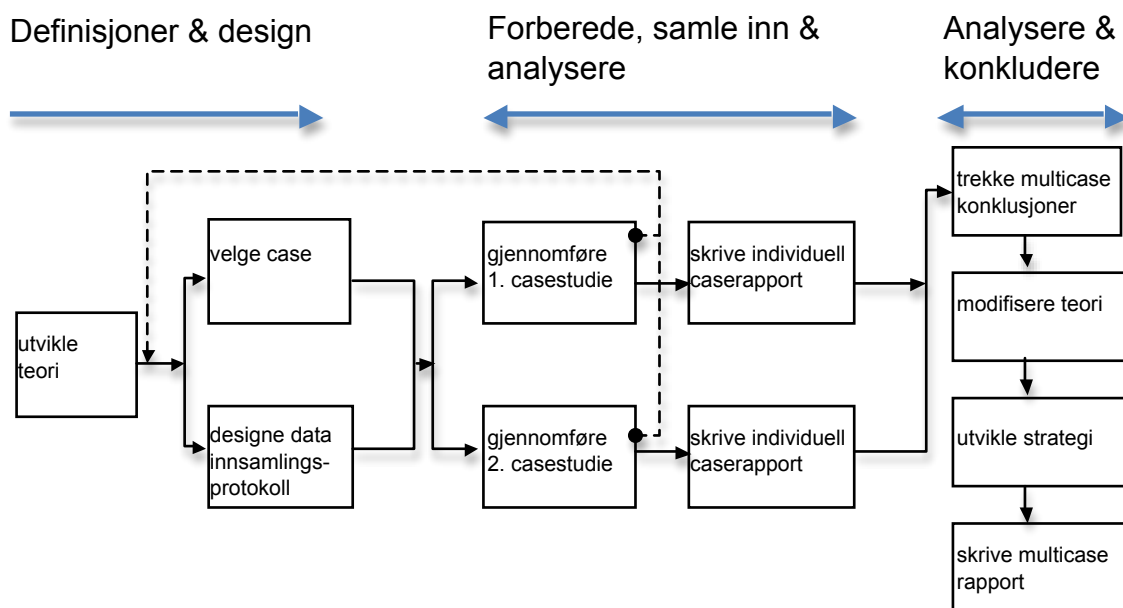 Definisjoner & design
Forberede, samle inn &
analysere
Analysere &
konkludere
utvikle
teori
velge case
designe data
innsamlings-
protokoll
gjennomføre
1. casestudie
gjennomføre
2. casestudie
skrive individuell
caserapport
skrive individuell
caserapport
trekke multicase
konklusjoner
modifisere teori
utvikle strategi
skrive multicase
rapport